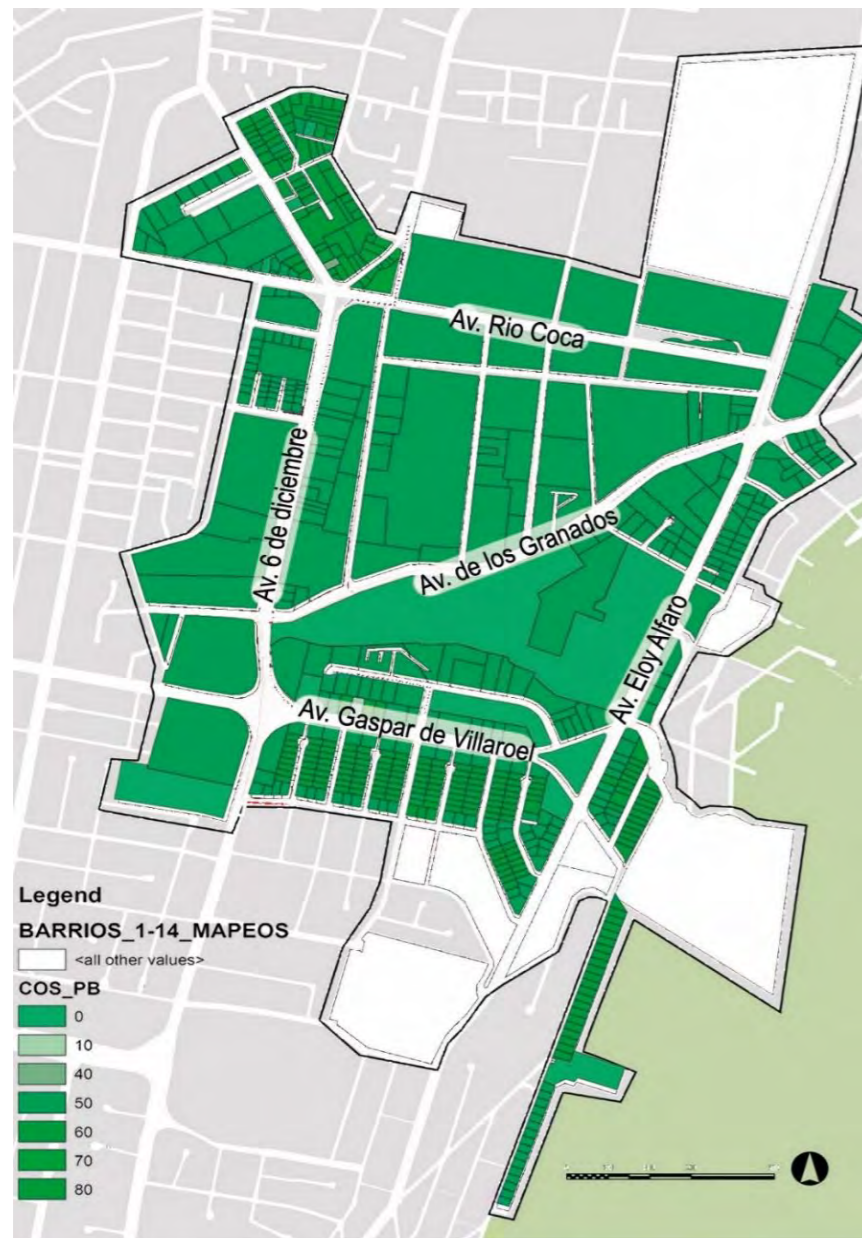 Av. Rio Coca
Av. 6 de diciembre
Av. de los Granados
Av. Eloy Alfaro
Av. Gaspar de Villaroel
Legend
BARRIOS_1-14_MAPEOS
<all other values>
COS_PB
0
10
40
50
60
70
80